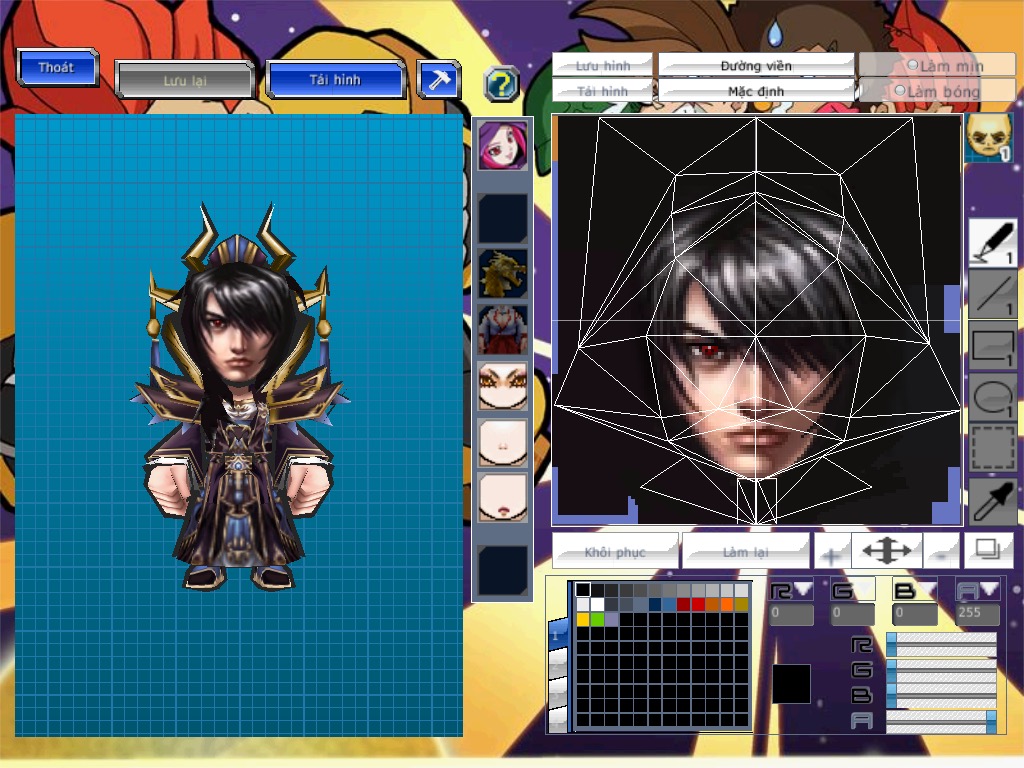 Thoát
Lưu lại
Tải hình
?
Lưu hình
Đường viền
Làm mịn
Tải hình
Mặc định
Làm bóng
1
1
1
1
1
Khôi phục
Làm lại
+
-
R
G
B
A
0
0
0
255
1
R
G
B
A